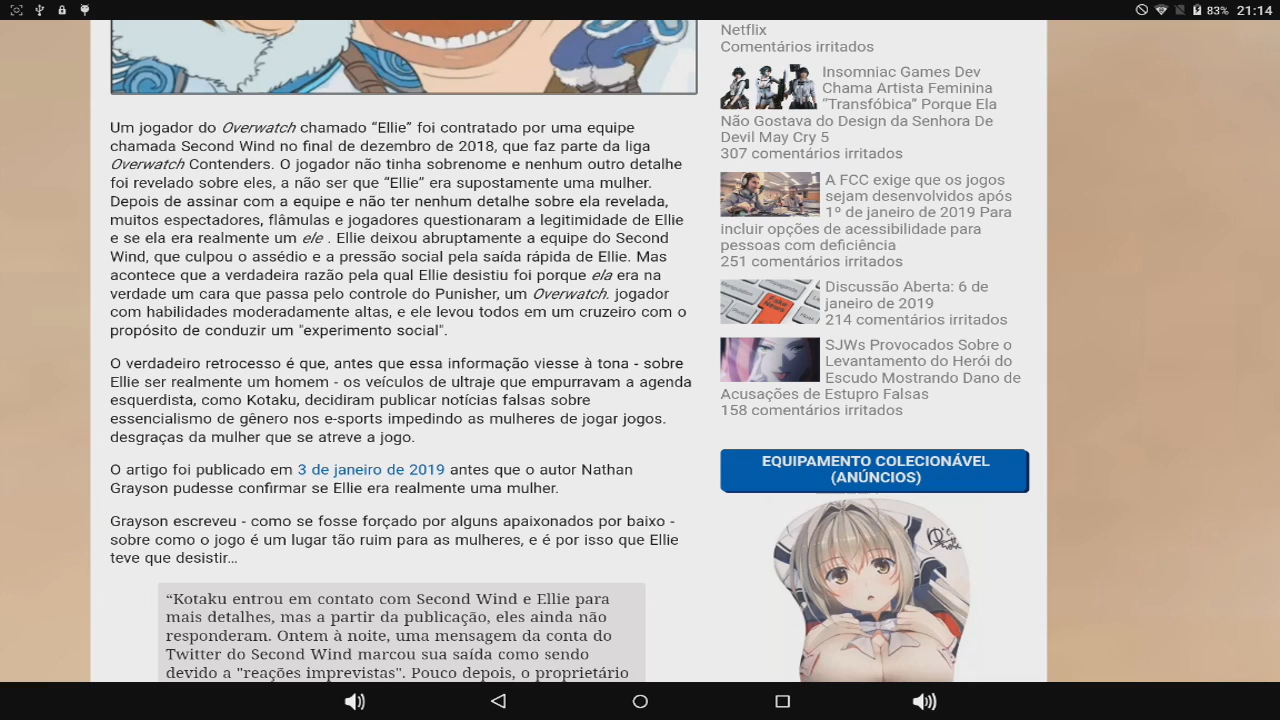 83% 21:14
Um jogador do Overwatch chamado “Ellie” foi contratado por uma equipe
chamada Second Wind no final de dezembro de 2018, que faz parte da liga
Overwatch Contenders. O jogador não tinha sobrenome e nenhum outro detalhe
foi revelado sobre eles, a não ser que “Ellie” era supostamente uma mulher.
Depois de assinar com a equipe e não ter nenhum detalhe sobre ela revelada,
muitos espectadores, flâmulas e jogadores questionaram a legitimidade de Ellie
e se ela era realmente um ele . Ellie deixou abruptamente a equipe do Second
Wind, que culpou o assédio e a pressão social pela saída rápida de Ellie. Mas
acontece que a verdadeira razão pela qual Ellie desistiu foi porque ela era na
verdade um cara que passa pelo controle do Punisher, um Overwatch. jogador
com habilidades moderadamente altas, e ele levou todos em um cruzeiro com o
propósito de conduzir um "experimento social".
O verdadeiro retrocesso é que, antes que essa informação viesse à tona - sobre
Ellie ser realmente um homem - os veículos de ultraje que empurravam a agenda
esquerdista, como Kotaku, decidiram publicar notícias falsas sobre
essencialismo de gênero nos e-sports impedindo as mulheres de jogar jogos.
desgraças da mulher que se atreve a jogo.
O artigo foi publicado em 3 de janeiro de 2019 antes que o autor Nathan
Grayson pudesse confirmar se Ellie era realmente uma mulher.
Grayson escreveu - como se fosse forçado por alguns apaixonados por baixo -
sobre como o jogo é um lugar tão ruim para as mulheres, e é por isso que Ellie
teve que desistir…
“Kotaku entrou em contato com Second Wind e Ellie para
mais detalhes, mas a partir da publicação, eles ainda não
responderam. Ontem à noite, uma mensagem da conta do
Twitter do Second Wind marcou sua saída como sendo
devido a "reações imprevistas". Pouco depois, o proprietário
Netflix
Comentários irritados
Insomniac Games Dev
Chama Artista Feminina
“Transfóbica” Porque Ela
Não Gostava do Design da Senhora De
Devil May Cry 5
307 comentários irritados
A FCC exige que os jogos
sejam desenvolvidos após
1º de janeiro de 2019 Para
incluir opções de acessibilidade para
pessoas com deficiência
251 comentários irritados
Discussão Aberta: 6 de
janeiro de 2019
214 comentários irritados
SJWs Provocados Sobre o
Levantamento do Herói do
Escudo Mostrando Dano de
Acusações de Estupro Falsas
158 comentários irritados
EQUIPAMENTO COLECIONÁVEL
(ANÚNCIOS)